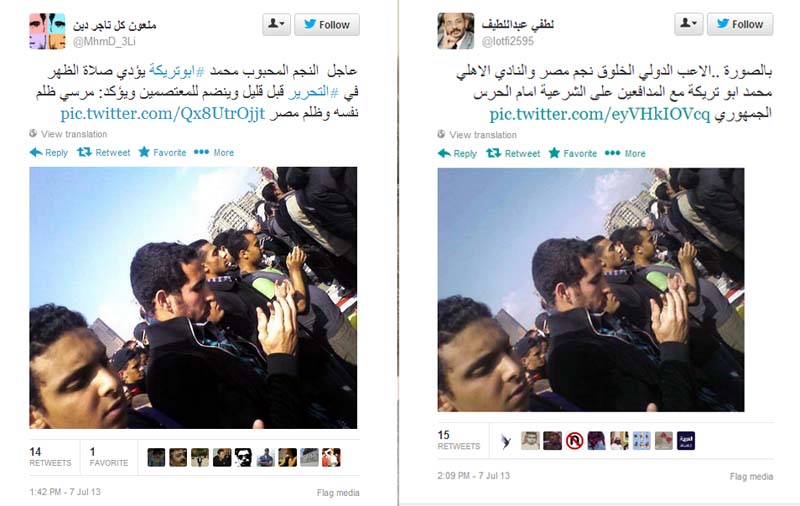 ملعون كل تاجر دين
@MhmD_3Li
Follow
عاجل النجم المحبوب محمد #ابوتريكة يؤدي صلاة الظهر
في #التحرير قبل قليل وينضم للمعتصمين ويؤكد: مرسي ظلم
نفسه وظلم مصر pic.twitter.com/Qx8UtrOjjt
View translation
Reply Retweet Favorite More
14 RETWEETS
1 FAVORITE
1:42 PM - 7 Jul 13
Flag media
لطفي عبداللطيف
@lotfi2595
Follow
بالصورة ..الاعب الدولي الخلوق نجم مصر والنادي الاهلي
محمد ابو تريكة مع المدافعين على الشرعية امام الحرس
الجمهوري pic.twitter.com/eyVHkIOVcq
View translation
Reply Retweet Favorite More
15 RETWEETS
2:09 PM - 7 Jul 13
Flag media